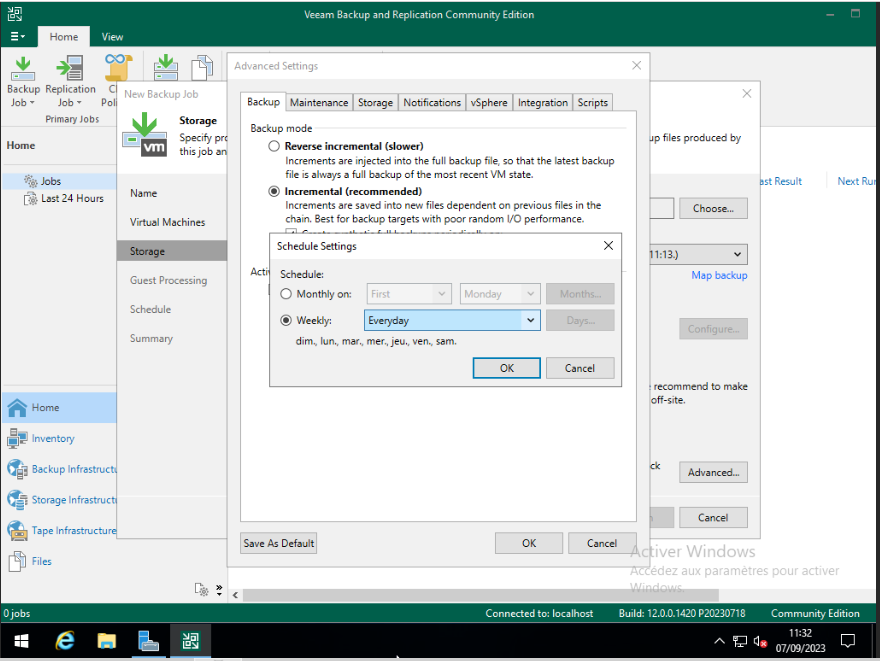 Veeam Backup and Replication Community Edition
Home
View
Backup
Job
Replication
Job
Primary Jobs
Home
Jobs
Last 24 Hours
ast Result
Next Run
New Backup Job
vm
Storage
Specify
this job
up files produced by
Name
Virtual Machines
Storage
Guest Processing
Schedule
Summary
Choose...
11:13.)
Map backup
Configure...
recommend to make
off-site.
ck
Advanced...
Cancel
Advanced Settings
Backup
Maintenance
Storage
Notifications
vSphere
Integration
Scripts
Backup mode
Reverse incremental (slower)
Increments are injected into the full backup file, so that the latest backup
file is always a full backup of the most recent VM state.
Incremental (recommended)
Increments are saved into new files dependent on previous files in the
chain. Best for backup targets with poor random I/O performance.
Schedule Settings
Schedule:
Monthly on:
First
Monday
Months...
Weekly:
Everyday
Days...
dim., lun., mar., mer., jeu., ven., sam.
OK
Cancel
Save As Default
OK
Cancel
Home
Inventory
Backup Infrastructu
Storage Infrastructu
Tape Infrastructure
Files
Activer Windows
Accédez aux paramètres pour activer
Windows.
0 jobs
Connected to: localhost
Build: 12.0.0.1420 P20230718
Community Edition
11:32
07/09/2023